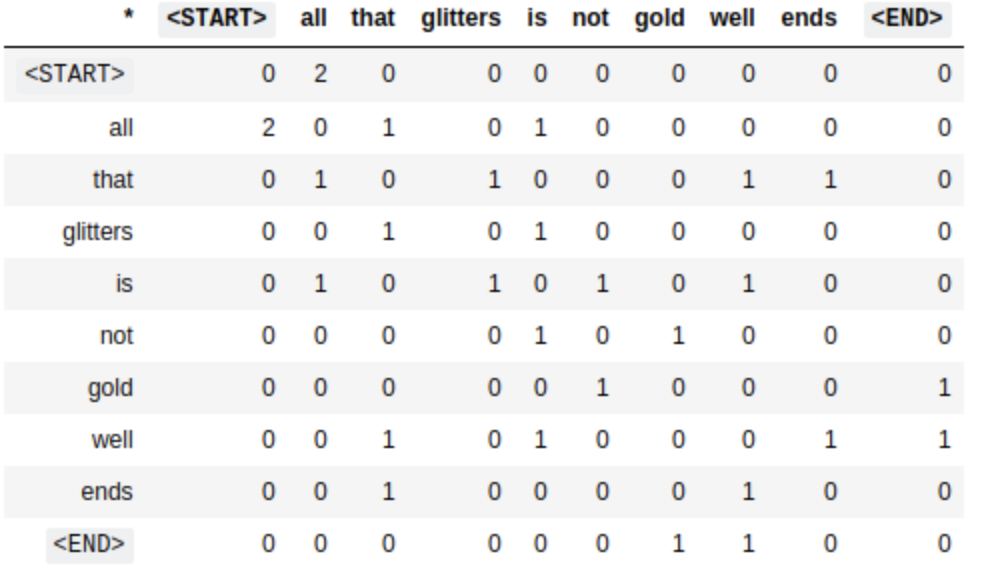 * <START> all that glitters is not gold well ends <END>
<START> 0 2 0 0 0 0 0 0 0 0
all 2 0 1 0 1 0 0 0 0 0
that 0 1 0 1 0 0 0 1 1 0
glitters 0 0 1 0 1 0 0 0 0 0
is 0 1 0 1 0 1 0 1 0 0
not 0 0 0 0 1 0 1 0 0 0
gold 0 0 0 0 0 1 0 0 0 1
well 0 0 1 0 1 0 0 0 1 1
ends 0 0 1 0 0 0 0 1 0 0
<END> 0 0 0 0 0 0 1 1 0 0